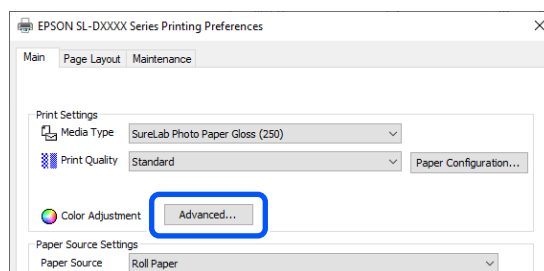 EPSON SL-DXXXX Series Printing Preferences
Main Page Layout Maintenance
Print Settings
Media Type SureLab Photo Paper Gloss (250)
Print Quality Standard Paper Configuration...
Color Adjustment Advanced...
Paper Source Settings
Paper Source Roll Paper